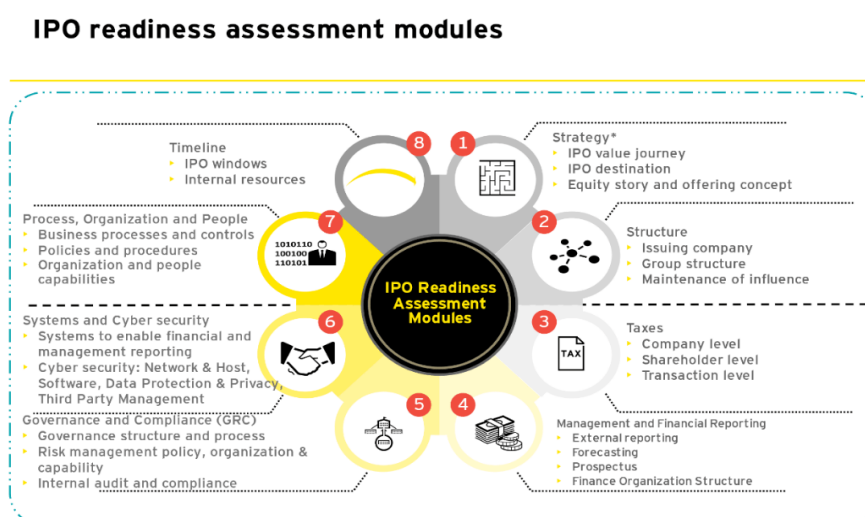 IPO readiness assessment modules
8
1
Timeline
IPO windows
Internal resources
Strategy*
IPO value journey
IPO destination
Equity story and offering concept
7
2
Process, Organization and People
Business processes and controls
Policies and procedures
Organization and people
capabilities
1010110
100100
110101
Structure
Issuing company
Group structure
Maintenance of influence
IPO Readiness
Assessment
Modules
6
3
Systems and Cyber security
Systems to enable financial and
management reporting
Cyber security: Network & Host,
Software, Data Protection & Privacy,
Third Party Management
TAX
Taxes
Company level
Shareholder level
Transaction level
5
4
Governance and Compliance (GRC)
Governance structure and process
Risk management policy, organization &
capability
Internal audit and compliance
Management and Financial Reporting
External reporting
Forecasting
Prospectus
Finance Organization Structure